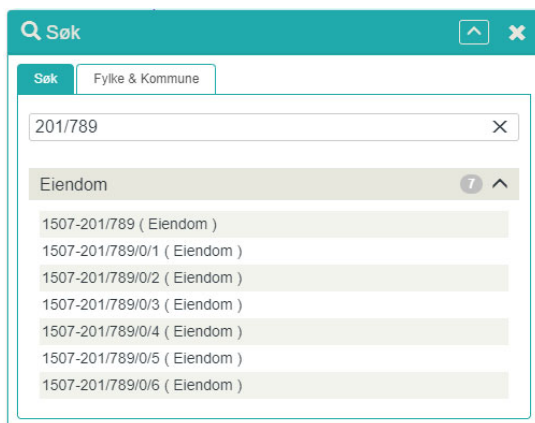 Søk
Søk
Fylke & Kommune
201/789
Eiendom
7
1507-201/789 ( Eiendom )
1507-201/789/0/1 ( Eiendom )
1507-201/789/0/2 ( Eiendom )
1507-201/789/0/3 ( Eiendom )
1507-201/789/0/4 ( Eiendom )
1507-201/789/0/5 ( Eiendom )
1507-201/789/0/6 ( Eiendom )